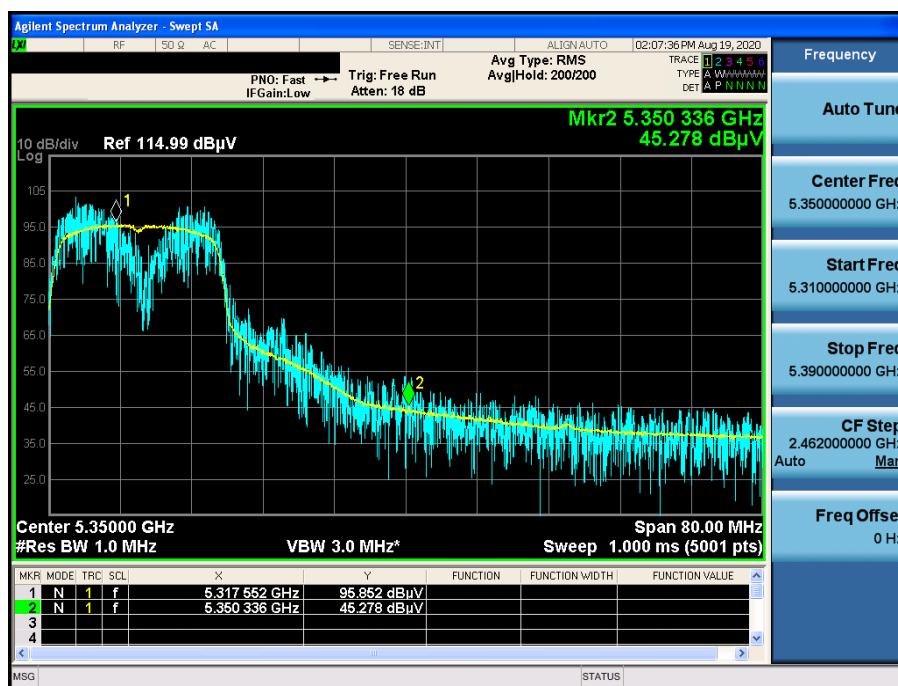 Agilent Spectrum Analyzer - Swept SA
LXI RF 50 Ω AC SENSE:INT ALIGN AUTO 02:07:36 PM Aug 19, 2020
PNO: Fast
IFGain:Low
Trig: Free Run
Atten: 18 dB
Avg Type: RMS
Avg|Hold: 200/200
TRACE 1 2 3 4 5 6
TYPE A WWWWW
DET A P N N N N
Mkr2 5.350 336 GHz
45.278 dBµV
10 dB/div
Log
Ref 114.99 dBµV
105
95.0
85.0
75.0
65.0
55.0
45.0
35.0
25.0
1
2
Center 5.35000 GHz
#Res BW 1.0 MHz
VBW 3.0 MHz*
Span 80.00 MHz
Sweep 1.000 ms (5001 pts)
MKR MODE TRC SCL X Y FUNCTION FUNCTION WIDTH FUNCTION VALUE
1 N 1 f 5.317 552 GHz 95.852 dBµV
2 N 1 f 5.350 336 GHz 45.278 dBµV
3
4
MSG STATUS
Frequency
Auto Tune
Center Freq
5.350000000 GHz
Start Freq
5.310000000 GHz
Stop Freq
5.390000000 GHz
CF Step
2.462000000 GHz
Auto Man
Freq Offse
0 Hz